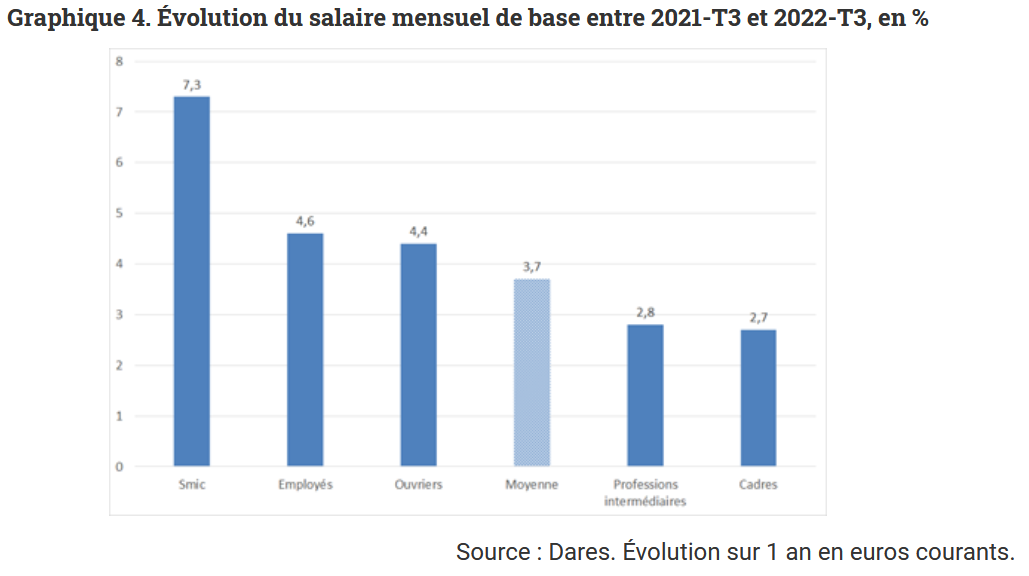 Graphique 4. Évolution du salaire mensuel de base entre 2021-T3 et 2022-T3, en %
8
7
6
5
4
3
2
1
0
7,3
4,6
4,4
3,7
2,8
2,7
Smic
Employés
Ouvriers
Moyenne
Professions
intermédiaires
Cadres
Source : Dares. Évolution sur 1 an en euros courants.